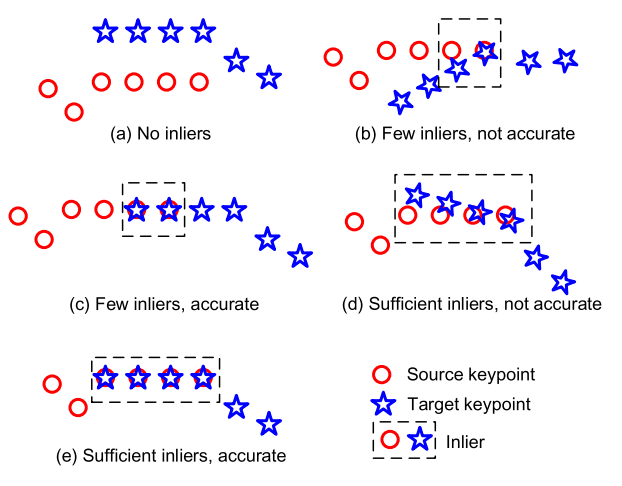 (a) No inliers
(b) Few inliers, not accurate
(c) Few inliers, accurate
(d) Sufficient inliers, not accurate
(e) Sufficient inliers, accurate
Source keypoint
Target keypoint
Inlier